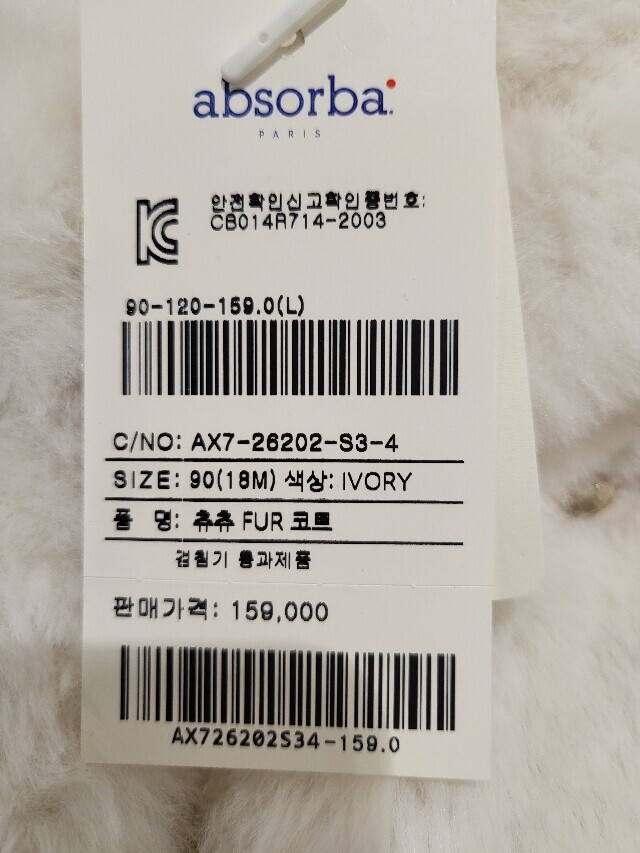 absorba
PARIS
안전확인신고확인증번호:
CB014R714-2003
90-120-159.0(L)
C/NO: AX7-26202-S3-4
SIZE: 90(18M) 색상: IVORY
품 명: 츄츄 FUR 코트
검침기 통과제품
판매가격: 159,000
AX726202S34-159.0